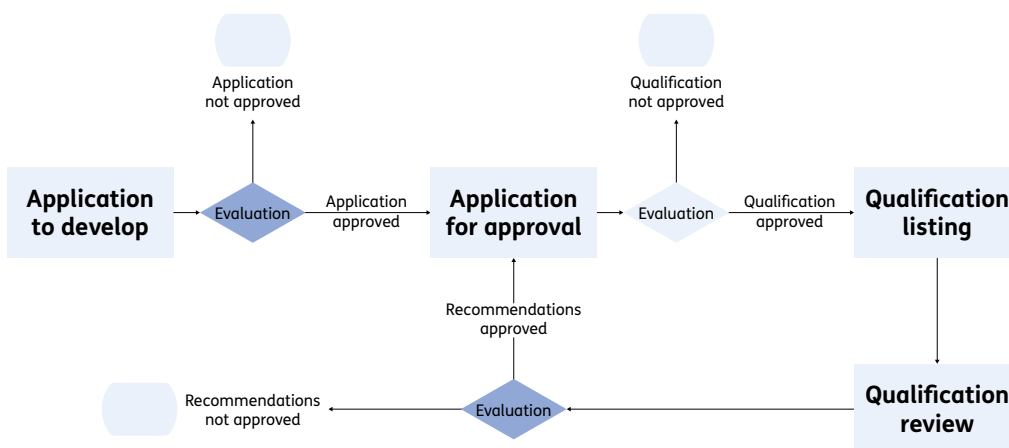 Application
not approved
Qualification
not approved
Application
to develop
Evaluation
Application
approved
Application
for approval
Evaluation
Qualification
approved
Qualification
listing
Recommendations
approved
Recommendations
not approved
Evaluation
Qualification
review